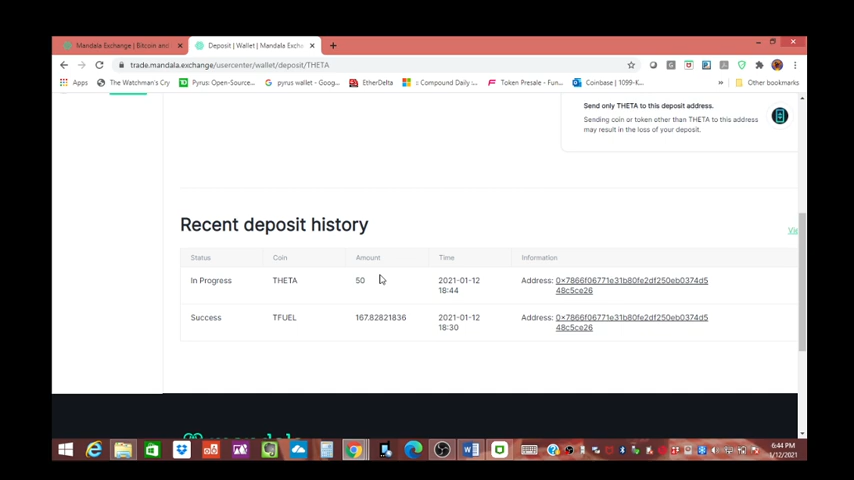 Mandala Exchange | Bitcoin and
Deposit | Wallet | Mandala Exch
trade.mandala.exchange/usercenter/wallet/deposit/THETA
Apps The Watchman's Cry Pyrus: Open-Source... pyrus wallet - Goog... EtherDelta :: Compound Daily :... Token Presale - Fun... Coinbase | 1099-K... » Other bookmarks
Send only THETA to this deposit address.
Sending coin or token other than THETA to this address
may result in the loss of your deposit.
Recent deposit history
Vie
Status Coin Amount Time Information
In Progress THETA 50 2021-01-12 Address: 0x7866f06771e31b80fe2df250eb0374d5
18:44 48c5ce26
Success TFUEL 167.82821836 2021-01-12 Address: 0x7866f06771e31b80fe2df250eb0374d5
18:30 48c5ce26
6:44 PM
1/12/2021